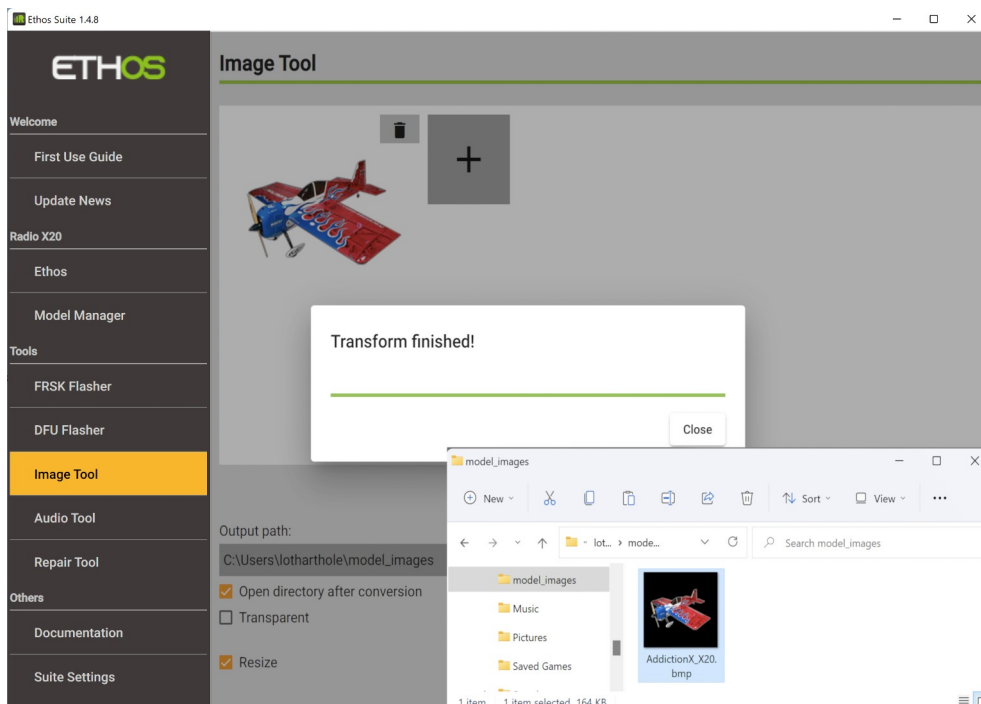 Ethos Suite 1.4.8
ETHOS
Welcome
First Use Guide
Update News
Radio X20
Ethos
Model Manager
Tools
FRSK Flasher
DFU Flasher
Image Tool
Audio Tool
Repair Tool
Others
Documentation
Suite Settings
Image Tool
Transform finished!
Close
Output path:
C:\Users\lotharthole\model_images
Open directory after conversion
Transparent
Resize
model_images
New
Sort
View
lot... › mode...
Search model_images
model_images
Music
Pictures
Saved Games
AddictionX_X20.
bmp
1 item 1 item selected 164 KB